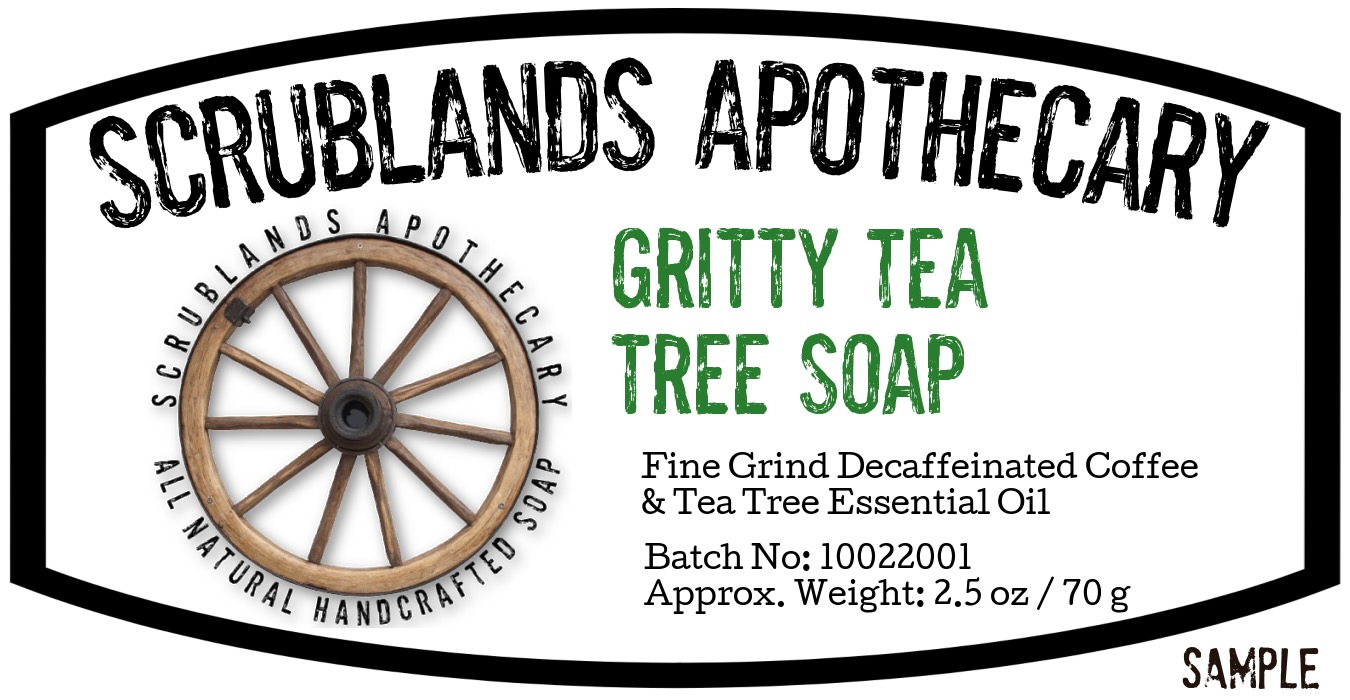 SCRUBLANDS APOTHECARY
SCRUBLANDS APOTHECARY
ALL NATURAL HANDCRAFTED SOAP
GRITTY TEA
TREE SOAP
Fine Grind Decaffeinated Coffee
& Tea Tree Essential Oil
Batch No: 10022001
Approx. Weight: 2.5 oz / 70 g
SAMPLE